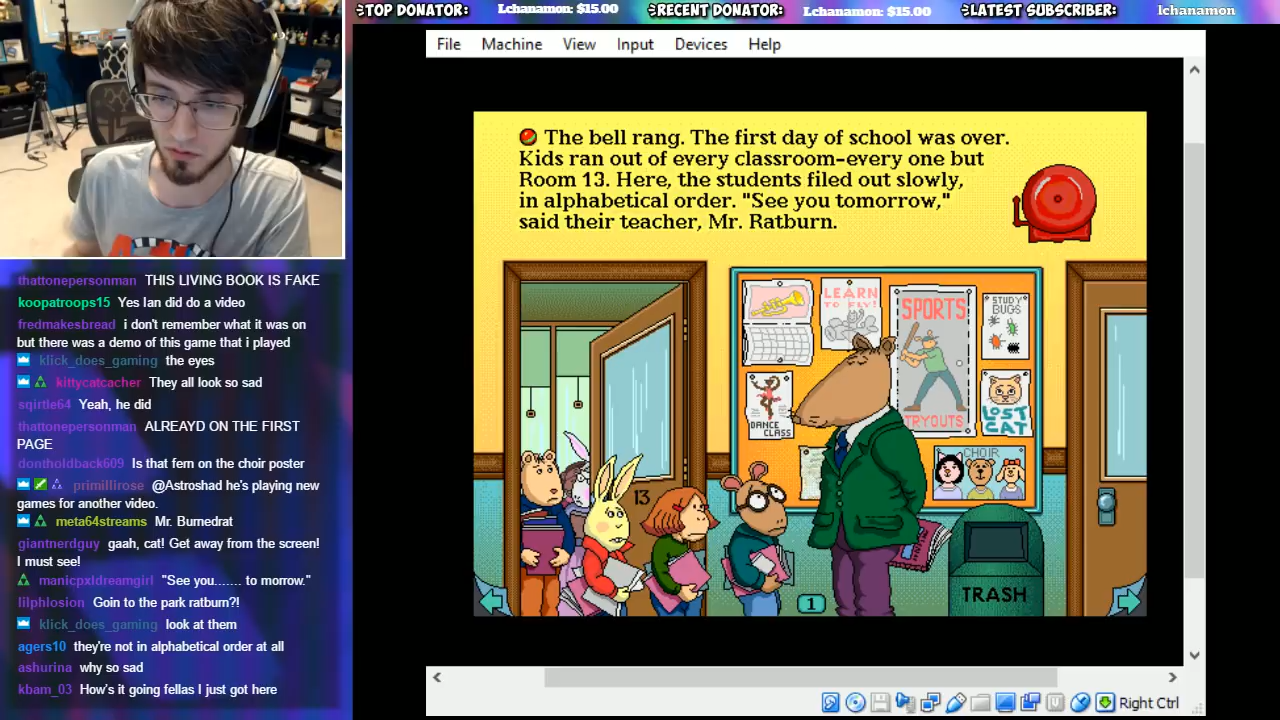 TOP DONATOR: Lchanamon: $15.00 RECENT DONATOR: Lchanamon: $15.00 LATEST SUBSCRIBER: lchanamon
File Machine View Input Devices Help
The bell rang. The first day of school was over.
Kids ran out of every classroom-every one but
Room 13. Here, the students filed out slowly,
in alphabetical order. "See you tomorrow,"
said their teacher, Mr. Ratburn.
LEARN
TO FLY!
SPORTS
TRYOUTS
STUDY
BUGS
DANCE
CLASS
LOST
CAT
CHOIR
13
1
TRASH
Right Ctrl
thattonepersonman THIS LIVING BOOK IS FAKE
koopatroops15 Yes Ian did do a video
fredmakesbread i don't remember what it was on
but there was a demo of this game that i played
klick_does_gaming the eyes
kittycatcacher They all look so sad
sqirtle64 Yeah, he did
thattonepersonman ALREAYD ON THE FIRST
PAGE
dontholdback609 Is that fern on the choir poster
primillirose @Astroshad he's playing new
games for another video.
meta64streams Mr. Burnedrat
giantnerdguy gaah, cat! Get away from the screen!
I must see!
manicpxldreamgirl "See you....... to morrow."
lilphlosion Goin to the park ratburn?!
klick_does_gaming look at them
agers10 they're not in alphabetical order at all
ashurina why so sad
kbam_03 How's it going fellas I just got here